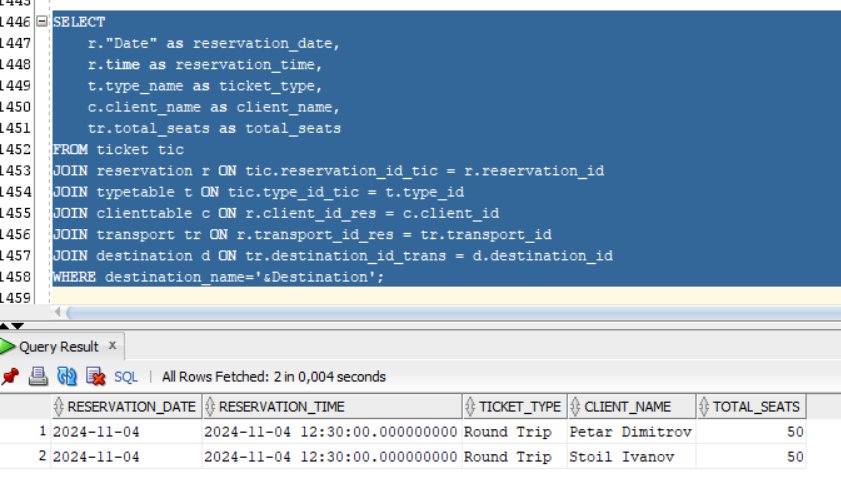 1445
1446 SELECT
1447 r."Date" as reservation_date,
1448 r.time as reservation_time,
1449 t.type_name as ticket_type,
1450 c.client_name as client_name,
1451 tr.total_seats as total_seats
1452 FROM ticket tic
1453 JOIN reservation r ON tic.reservation_id_tic = r.reservation_id
1454 JOIN typetable t ON tic.type_id_tic = t.type_id
1455 JOIN clienttable c ON r.client_id_res = c.client_id
1456 JOIN transport tr ON r.transport_id_res = tr.transport_id
1457 JOIN destination d ON tr.destination_id_trans = d.destination_id
1458 WHERE destination_name='&Destination';
1459
Query Result x
SQL | All Rows Fetched: 2 in 0,004 seconds
RESERVATION_DATE RESERVATION_TIME TICKET_TYPE CLIENT_NAME TOTAL_SEATS
1 2024-11-04 2024-11-04 12:30:00.000000000 Round Trip Petar Dimitrov 50
2 2024-11-04 2024-11-04 12:30:00.000000000 Round Trip Stoil Ivanov 50